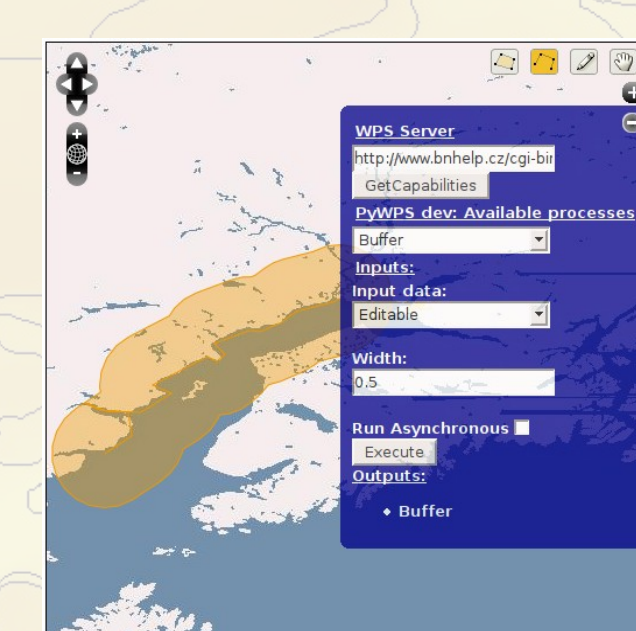 WPS Server
http://www.bnhelp.cz/cgi-bin
GetCapabilities
PyWPS dev: Available processes
Buffer
Inputs:
Input data:
Editable
Width:
0.5
Run Asynchronous
Execute
Outputs:
Buffer